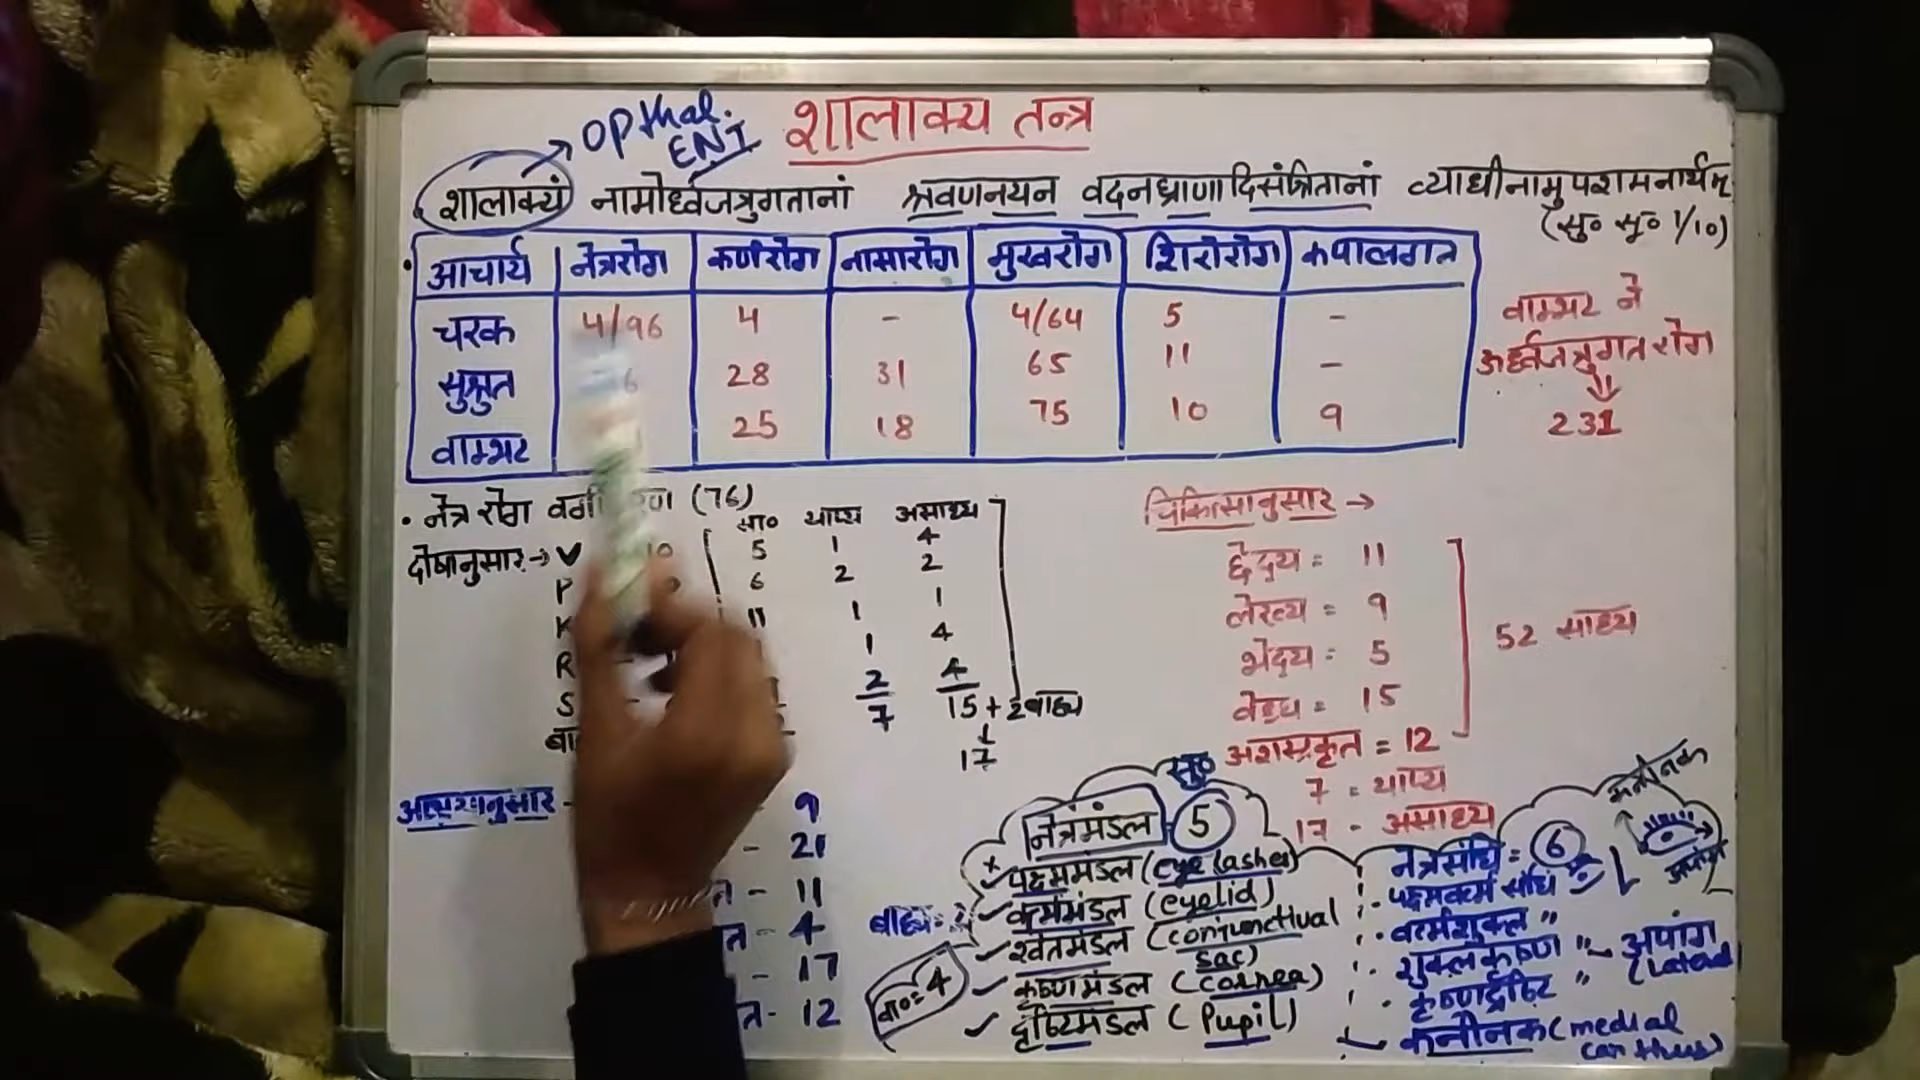 शालाक्य तन्त्र
Opthal.
ENT
शालाक्यं नामोर्ध्वजत्रुगतानां श्रवणनयन वदनघ्राणादिसंश्रितानां व्याधीनामुपशमनार्थम्
(सु० सू० 1/10)
आचार्य नेत्ररोग कर्णरोग नासारोग मुखरोग शिरोरोग कपालगत
चरक 4/96 4 - 4/64 5 -
सुश्रुत 6 28 31 65 11 -
वाग्भट 25 18 75 10 9
वाग्भट ने
ऊर्ध्वजत्रुगत रोग
231
• नेत्र रोग (76)
सा० याप्य असाध्य
दोषानुसार → V 10 5 1 4
P 6 2 2
K 11 1 1
R 1 4
S 2 4
7 15 + 2 बाह्य
17
चिकित्सानुसार →
छेद्य = 11
लेख्य = 9
भेद्य = 5
वेध्य = 15
अशस्त्रकृत = 12
52 साध्य
7 = याप्य
17 - असाध्य
- 9
- 21
- 11
त - 4
- 17
- 12
सु०
नेत्रमंडल 5
पक्ष्ममंडल (eye lashes)
वर्त्ममंडल (eyelid)
श्वेतमंडल (conjunctival
sac)
कृष्णमंडल (cornea)
दृष्टिमंडल (Pupil)
बाह्य
वा० = 4
नेत्रसंधि = 6
पक्ष्मवर्त्म संधि
वर्त्मशुक्ल "
शुक्लकृष्ण "
कृष्णदृष्टि "
कनीनक (medial
canthus)
अपांग
(Lateral)
कनीनक
अपांग